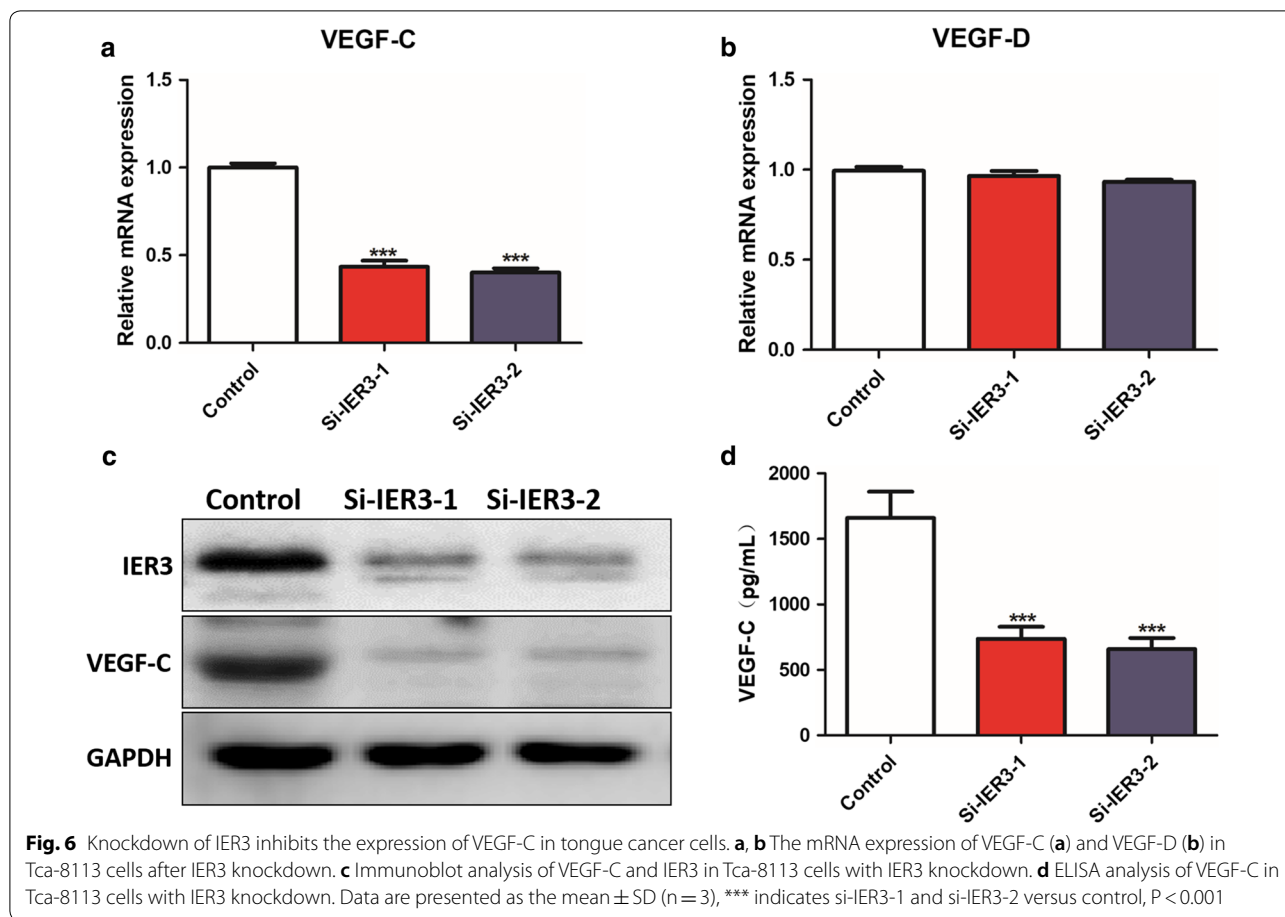 a
VEGF-C
Relative mRNA expression
1.5
1.0
0.5
0.0
***
***
Control
Si-IER3-1
Si-IER3-2
b
VEGF-D
Relative mRNA expression
1.5
1.0
0.5
0.0
Control
Si-IER3-1
Si-IER3-2
c
Control Si-IER3-1 Si-IER3-2
IER3
VEGF-C
GAPDH
d
VEGF-C（pg/mL）
2000
1500
1000
500
0
***
***
Control
Si-IER3-1
Si-IER3-2
Fig. 6 Knockdown of IER3 inhibits the expression of VEGF-C in tongue cancer cells. a, b The mRNA expression of VEGF-C (a) and VEGF-D (b) in
Tca-8113 cells after IER3 knockdown. c Immunoblot analysis of VEGF-C and IER3 in Tca-8113 cells with IER3 knockdown. d ELISA analysis of VEGF-C in
Tca-8113 cells with IER3 knockdown. Data are presented as the mean ± SD (n = 3), *** indicates si-IER3-1 and si-IER3-2 versus control, P < 0.001